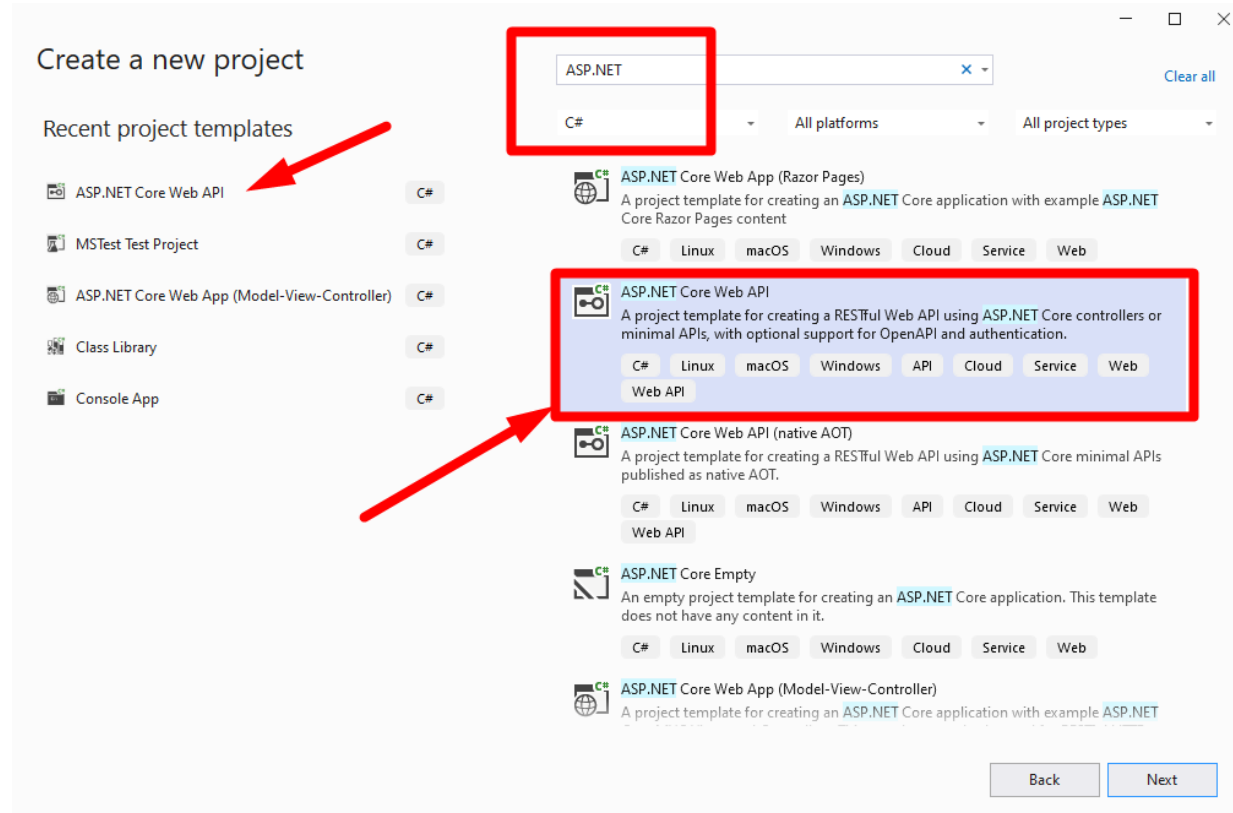 Create a new project
Recent project templates
ASP.NET Core Web API C#
MSTest Test Project C#
ASP.NET Core Web App (Model-View-Controller) C#
Class Library C#
Console App C#
ASP.NET
Clear all
C# All platforms All project types
ASP.NET Core Web App (Razor Pages)
A project template for creating an ASP.NET Core application with example ASP.NET
Core Razor Pages content
C# Linux macOS Windows Cloud Service Web
ASP.NET Core Web API
A project template for creating a RESTful Web API using ASP.NET Core controllers or
minimal APIs, with optional support for OpenAPI and authentication.
C# Linux macOS Windows API Cloud Service Web
Web API
ASP.NET Core Web API (native AOT)
A project template for creating a RESTful Web API using ASP.NET Core minimal APIs
published as native AOT.
C# Linux macOS Windows API Cloud Service Web
Web API
ASP.NET Core Empty
An empty project template for creating an ASP.NET Core application. This template
does not have any content in it.
C# Linux macOS Windows Cloud Service Web
ASP.NET Core Web App (Model-View-Controller)
A project template for creating an ASP.NET Core application with example ASP.NET
Back Next